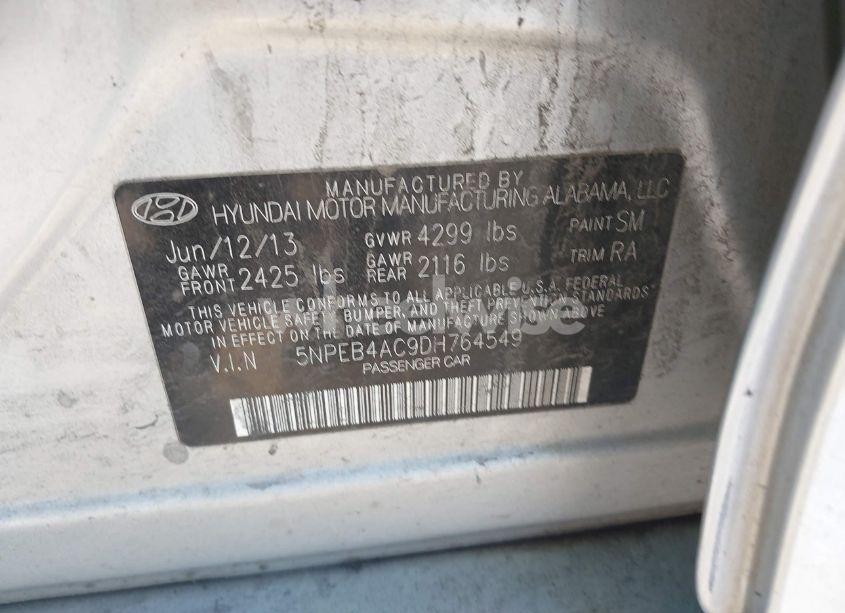 MANUFACTURED BY
HYUNDAI MOTOR MANUFACTURING ALABAMA, LLC
Jun/12/13 GVWR 4299 lbs PAINT SM
GAWR FRONT 2425 lbs GAWR REAR 2116 lbs TRIM RA
THIS VEHICLE CONFORMS TO ALL APPLICABLE U.S.A. FEDERAL
MOTOR VEHICLE SAFETY, BUMPER, AND THEFT PREVENTION STANDARDS
IN EFFECT ON THE DATE OF MANUFACTURE SHOWN ABOVE
V.I.N 5NPEB4AC9DH764549
PASSENGER CAR